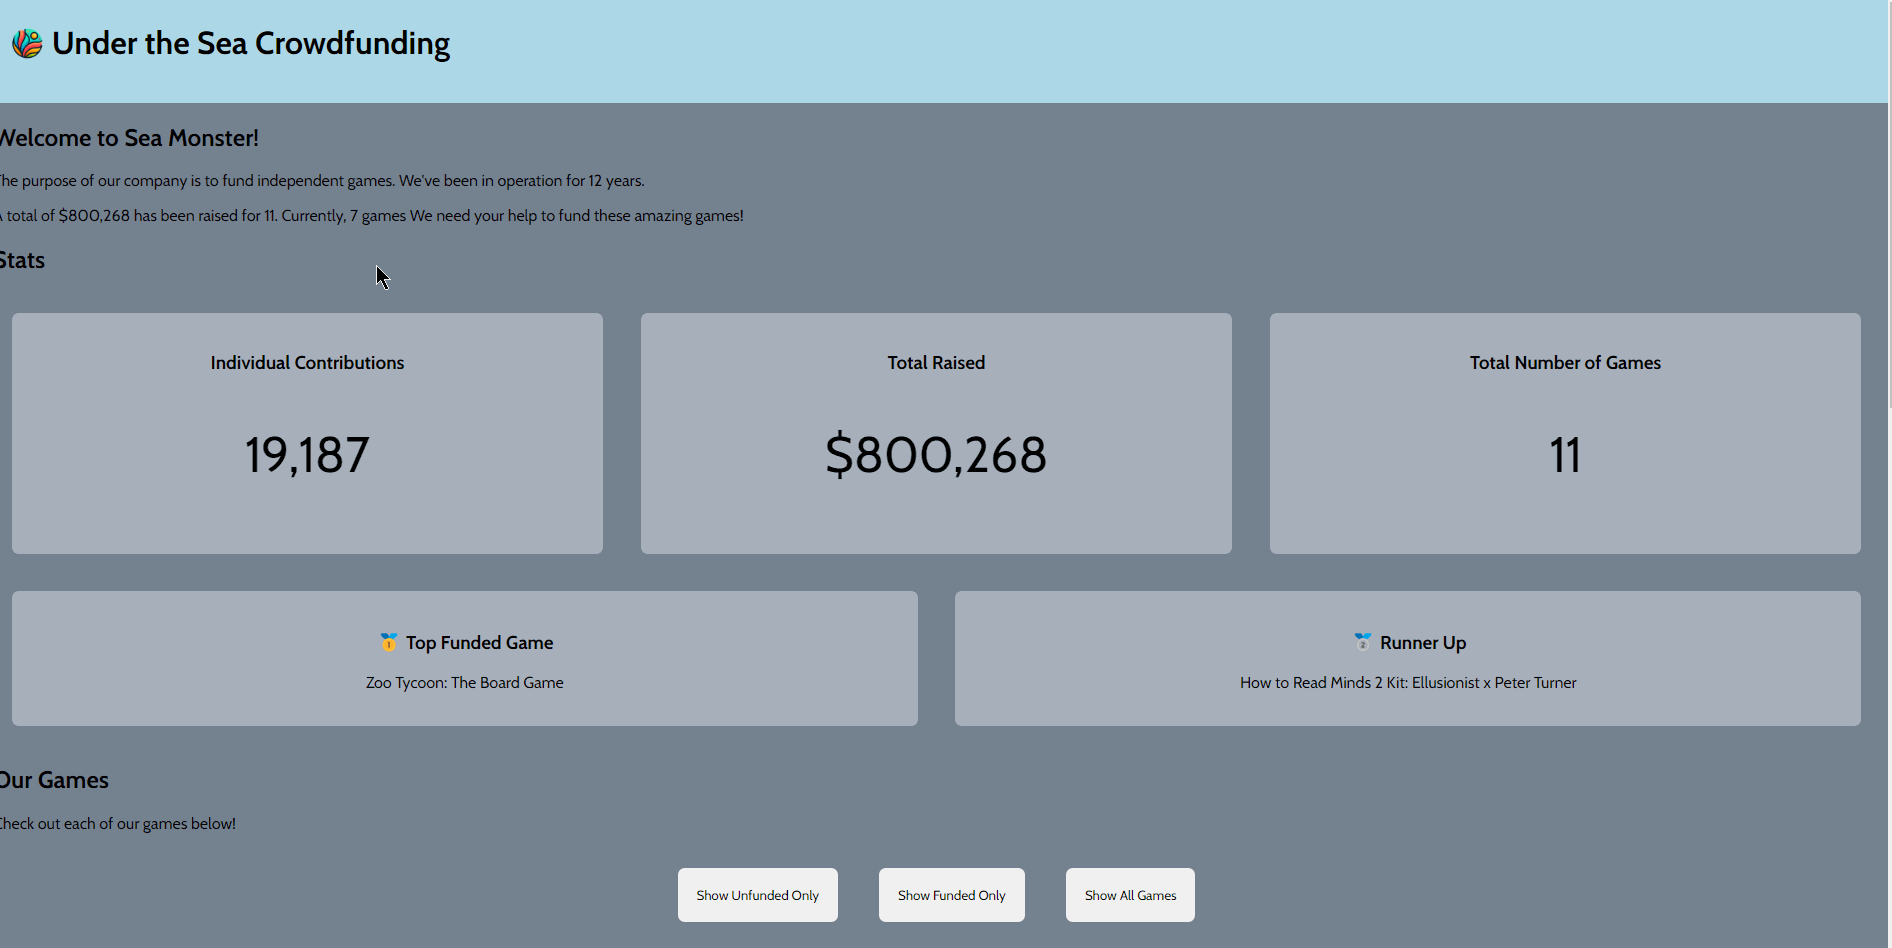 Under the Sea Crowdfunding
Welcome to Sea Monster!
The purpose of our company is to fund independent games. We've been in operation for 12 years.
A total of $800,268 has been raised for 11. Currently, 7 games We need your help to fund these amazing games!
Stats
Individual Contributions
19,187
Total Raised
$800,268
Total Number of Games
11
🥇 Top Funded Game
Zoo Tycoon: The Board Game
🥈 Runner Up
How to Read Minds 2 Kit: Ellusionist x Peter Turner
Our Games
Check out each of our games below!
Show Unfunded Only
Show Funded Only
Show All Games